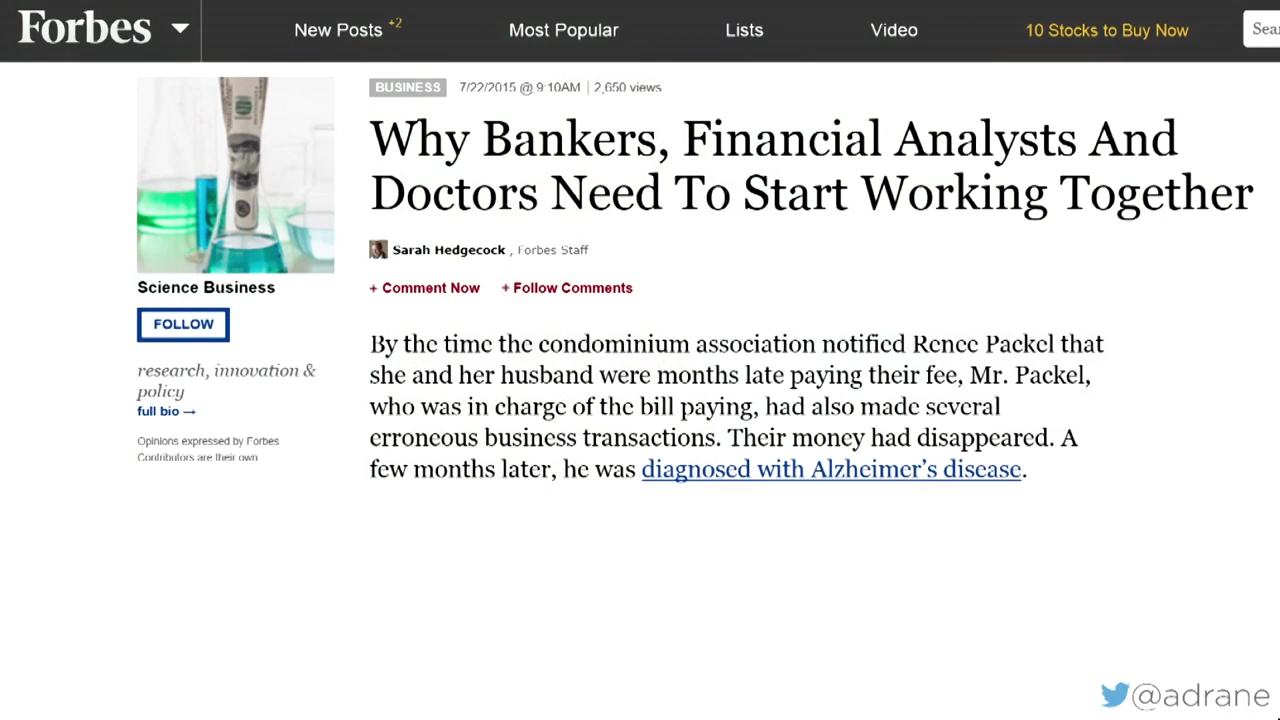 Forbes
New Posts +2
Most Popular
Lists
Video
10 Stocks to Buy Now
Sear
BUSINESS 7/22/2015 @ 9:10AM | 2,650 views
Why Bankers, Financial Analysts And
Doctors Need To Start Working Together
Sarah Hedgecock , Forbes Staff
+ Comment Now + Follow Comments
Science Business
FOLLOW
research, innovation &
policy
full bio →
Opinions expressed by Forbes
Contributors are their own
By the time the condominium association notified Renee Packel that
she and her husband were months late paying their fee, Mr. Packel,
who was in charge of the bill paying, had also made several
erroneous business transactions. Their money had disappeared. A
few months later, he was diagnosed with Alzheimer’s disease.
@adrane